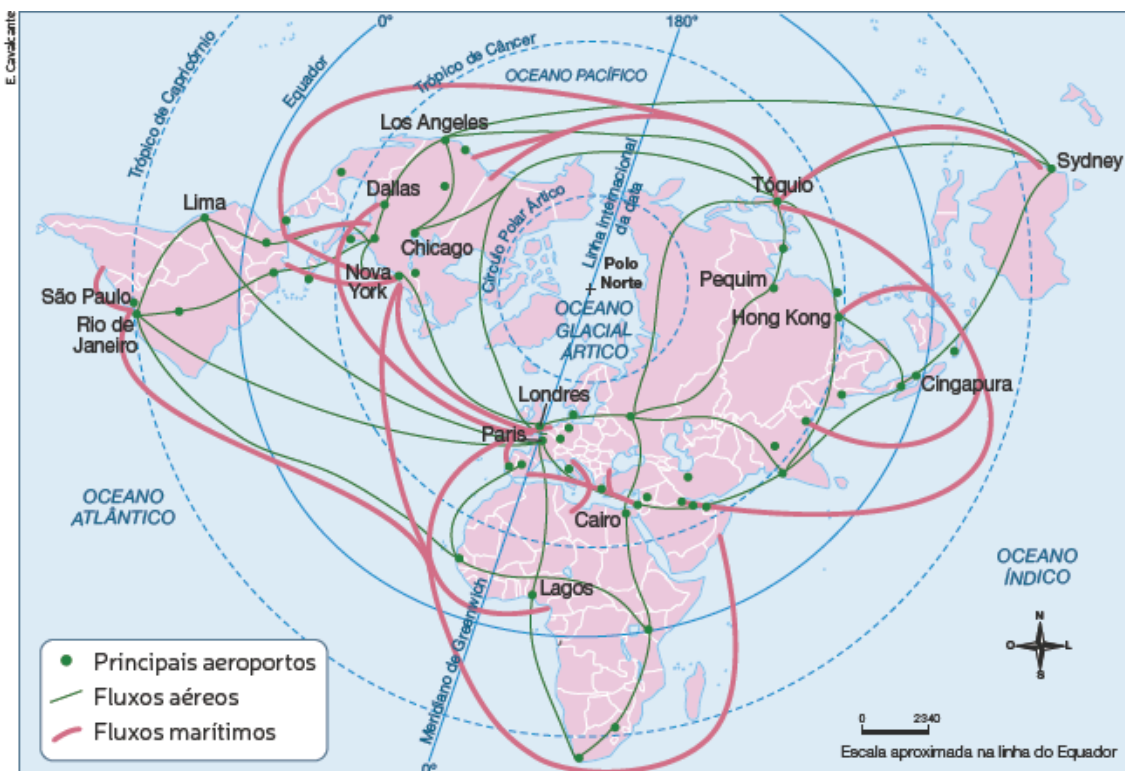 E. Cavalcante
0°
180°
Trópico de Capricórnio
Equador
Trópico de Câncer
OCEANO PACÍFICO
Linha Internacional
da data
Círculo Polar Ártico
Los Angeles
Sydney
Dallas
Tóquio
Lima
Chicago
Polo
Norte
Pequim
Nova
York
OCEANO
GLACIAL
ÁRTICO
Hong Kong
São Paulo
Rio de
Janeiro
Cingapura
Londres
Paris
OCEANO
ATLÂNTICO
Cairo
OCEANO
ÍNDICO
Lagos
Meridiano de Greenwich
0°
N
O
L
S
Principais aeroportos
Fluxos aéreos
Fluxos marítimos
0 2340
Escala aproximada na linha do Equador